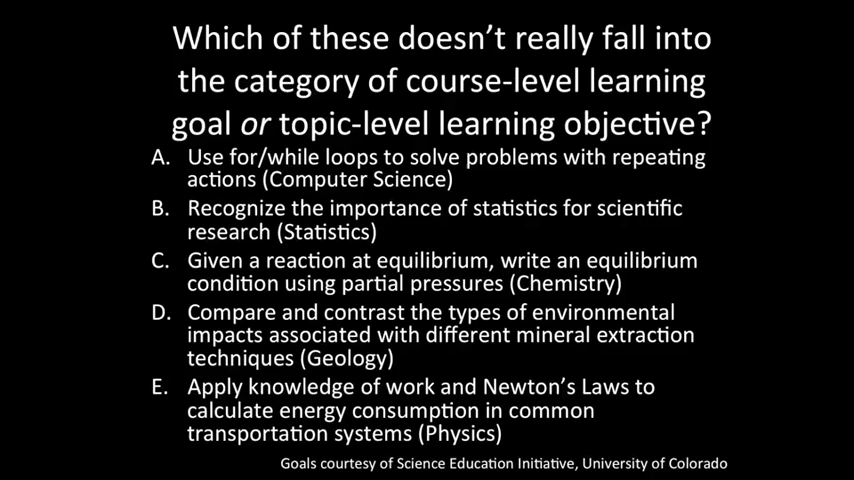 Which of these doesn’t really fall into
the category of course-level learning
goal or topic-level learning objective?
A. Use for/while loops to solve problems with repeating
actions (Computer Science)
B. Recognize the importance of statistics for scientific
research (Statistics)
C. Given a reaction at equilibrium, write an equilibrium
condition using partial pressures (Chemistry)
D. Compare and contrast the types of environmental
impacts associated with different mineral extraction
techniques (Geology)
E. Apply knowledge of work and Newton’s Laws to
calculate energy consumption in common
transportation systems (Physics)
Goals courtesy of Science Education Initiative, University of Colorado